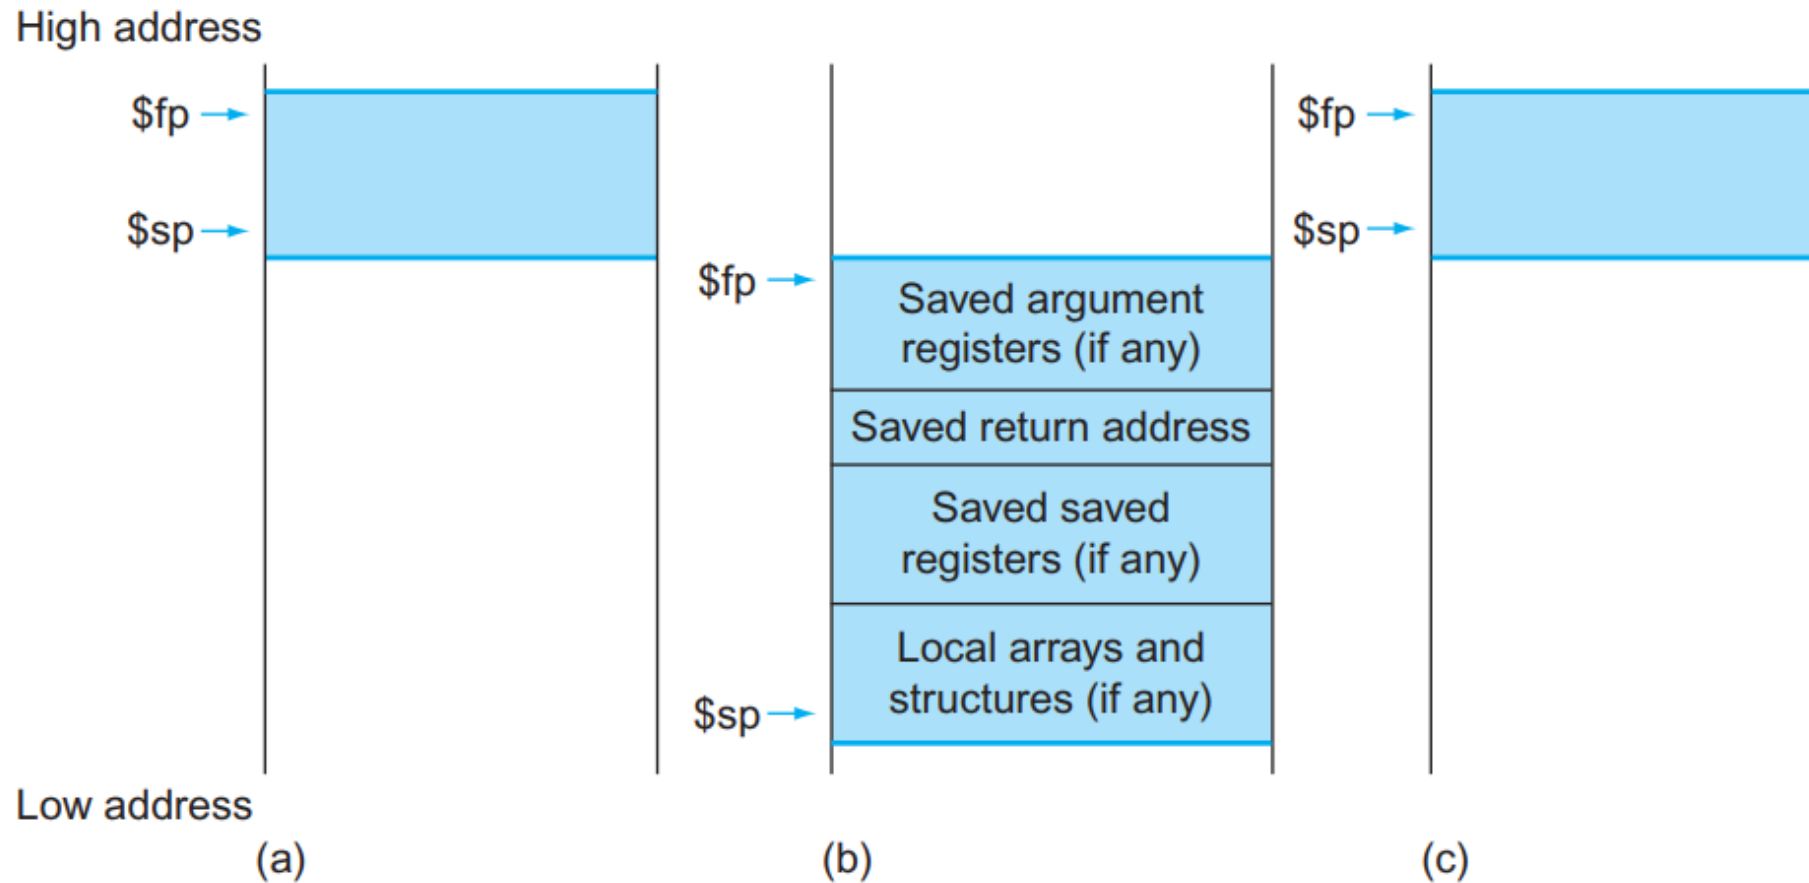 High address
$fp
$sp
$fp
Saved argument
registers (if any)
Saved return address
Saved saved
registers (if any)
Local arrays and
structures (if any)
$sp
$fp
$sp
Low address
(a)
(b)
(c)